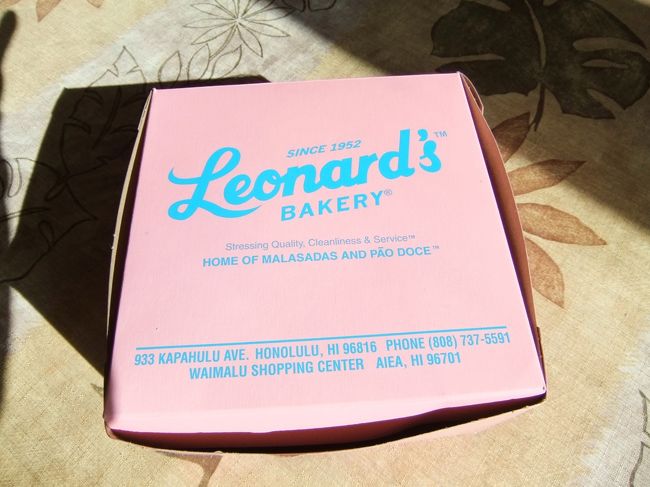 SINCE 1952
Leonard's™
BAKERY®
Stressing Quality, Cleanliness & Service™
HOME OF MALASADAS AND PÃO DOCE™
933 KAPAHULU AVE. HONOLULU, HI 96816 PHONE (808) 737-5591
WAIMALU SHOPPING CENTER AIEA, HI 96701